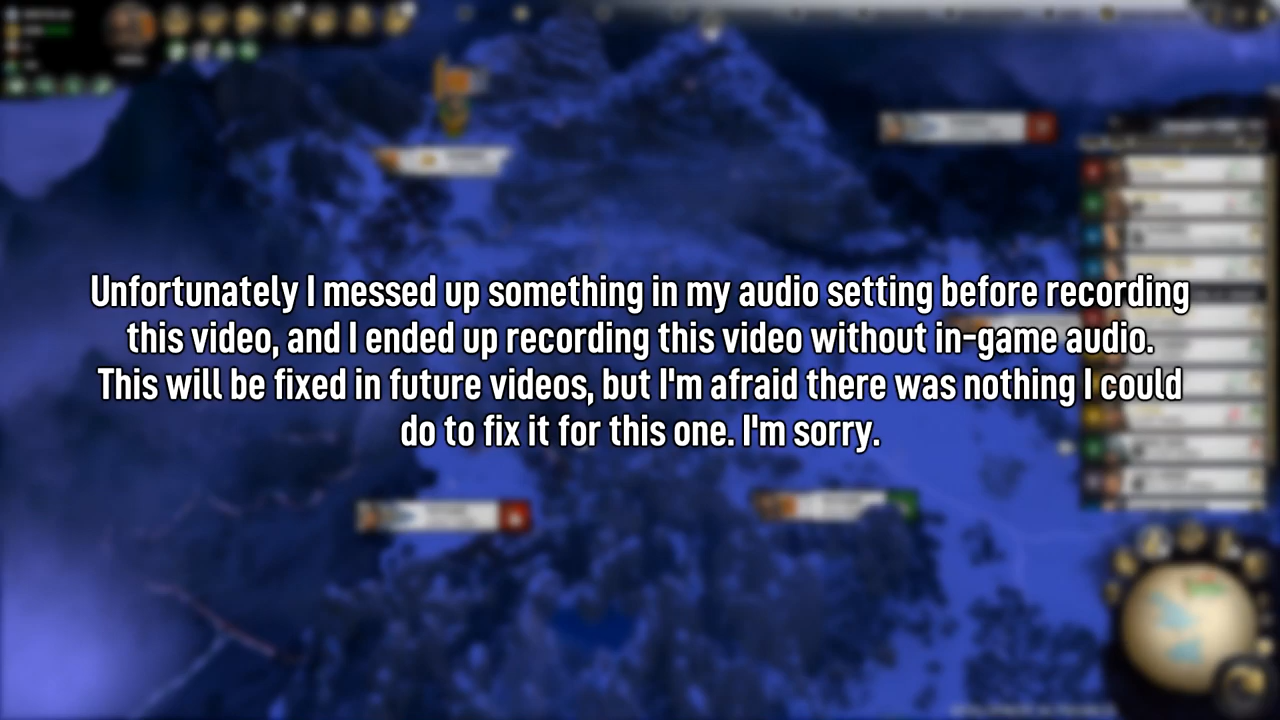 Unfortunately I messed up something in my audio setting before recording
this video, and I ended up recording this video without in-game audio.
This will be fixed in future videos, but I'm afraid there was nothing I could
do to fix it for this one. I'm sorry.